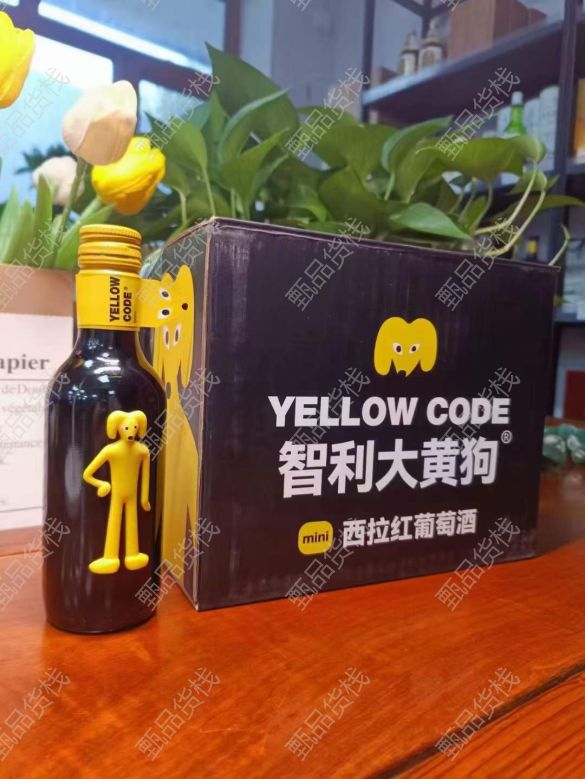 YELLOW
CODE®
YELLOW CODE
智利大黄狗®
mini 西拉红葡萄酒
apier
végétal
甄品货栈